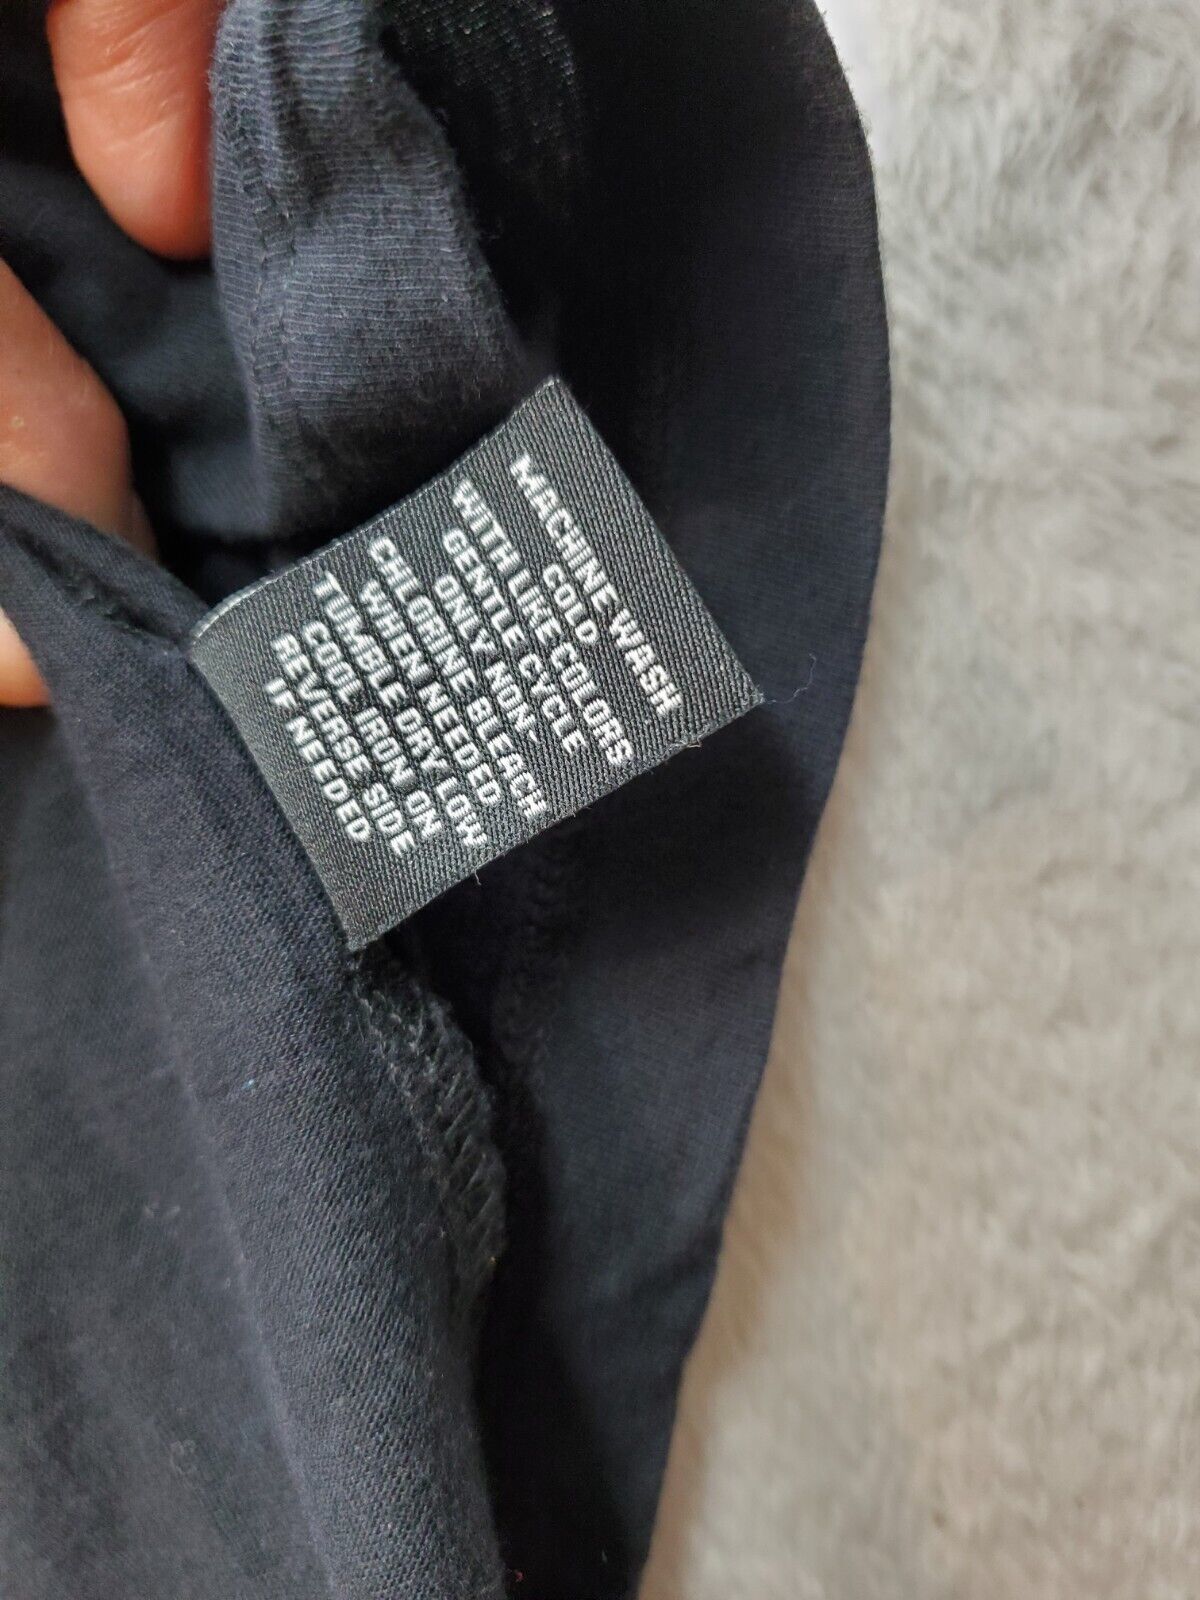 MACHINE WASH
COLD
WITH LIKE COLORS
GENTLE CYCLE
ONLY NON-
CHLORINE BLEACH
WHEN NEEDED
TUMBLE DRY LOW
COOL IRON ON
REVERSE SIDE
IF NEEDED